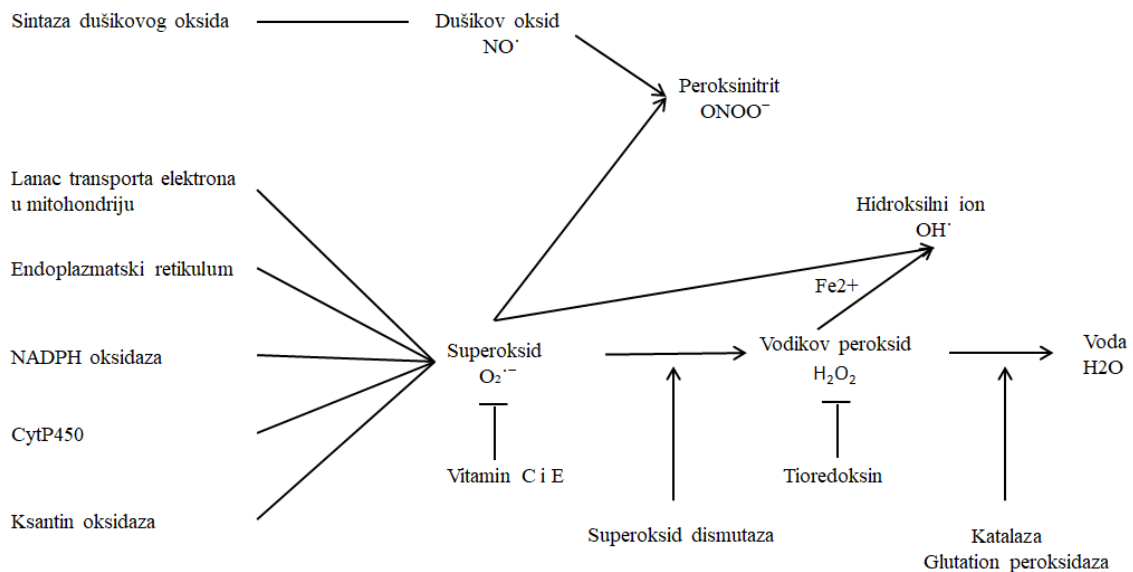 Sintaza dušikovog oksida
Dušikov oksid
NO˙
Peroksinitrit
ONOO⁻
Lanac transporta elektrona
u mitohondriju
Hidroksilni ion
OH˙
Endoplazmatski retikulum
Fe2+
NADPH oksidaza
Superoksid
O₂˙⁻
Vodikov peroksid
H₂O₂
Voda
H2O
CytP450
Vitamin C i E
Tioredoksin
Ksantin oksidaza
Superoksid dismutaza
Katalaza
Glutation peroksidaza